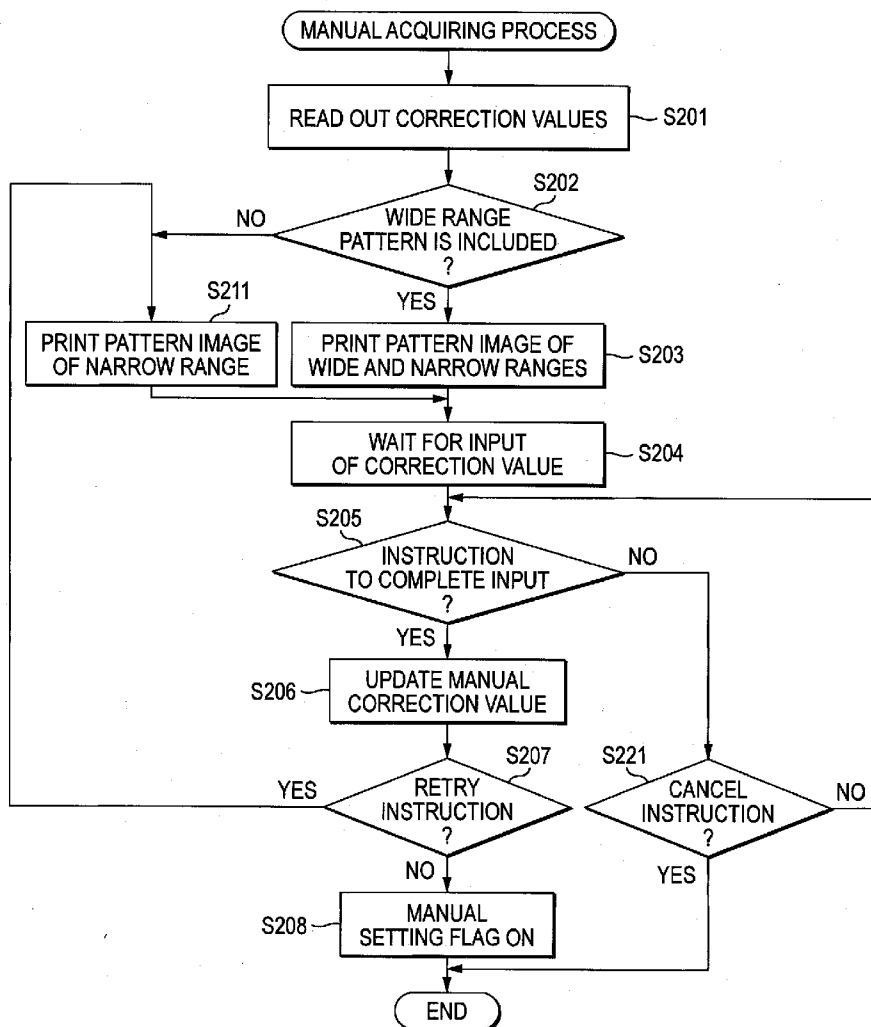 MANUAL ACQUIRING PROCESS
READ OUT CORRECTION VALUES
S201
S202
NO
WIDE RANGE
PATTERN IS INCLUDED
?
YES
S211
PRINT PATTERN IMAGE
OF NARROW RANGE
PRINT PATTERN IMAGE OF
WIDE AND NARROW RANGES
S203
WAIT FOR INPUT
OF CORRECTION VALUE
S204
S205
INSTRUCTION
TO COMPLETE INPUT
?
NO
YES
S206
UPDATE MANUAL
CORRECTION VALUE
S207
YES
RETRY
INSTRUCTION
?
S221
CANCEL
INSTRUCTION
?
NO
NO
YES
S208
MANUAL
SETTING FLAG ON
END